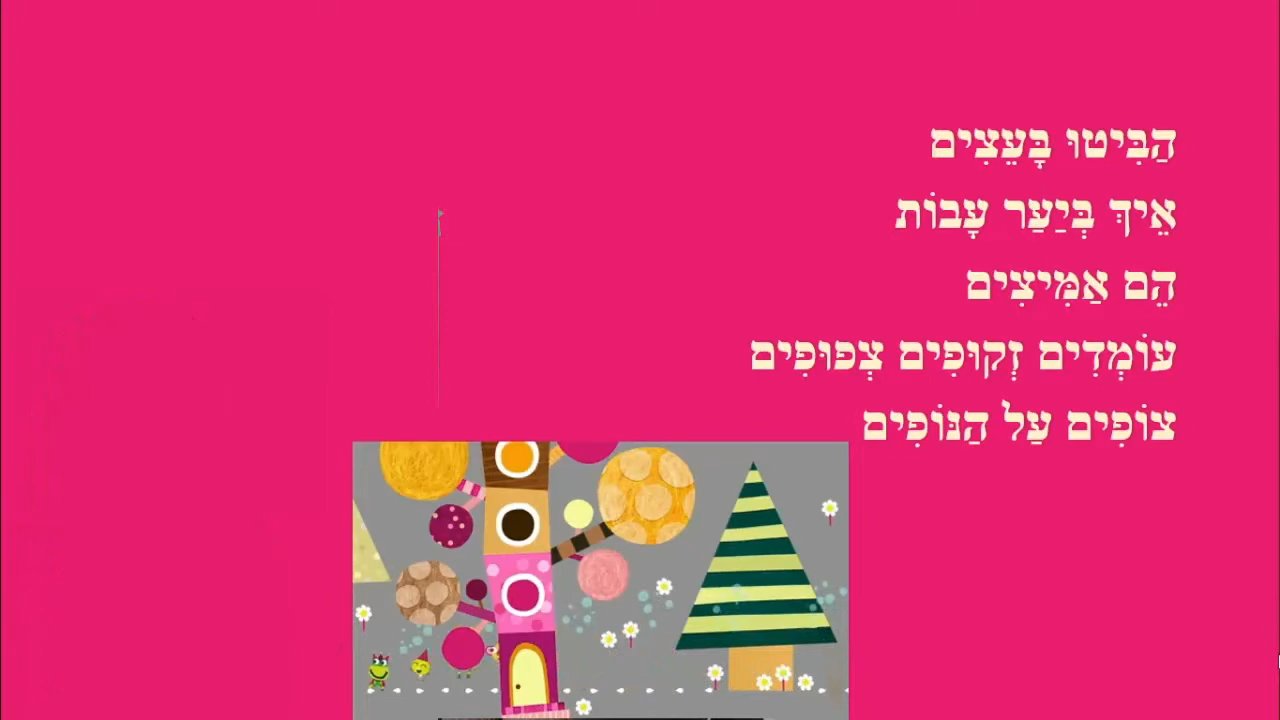 הַבִּיטוּ בָּעֵצִים
אֵיךְ בְּיַעַר עָבוֹת
הֵם אַמִּיצִים
עוֹמְדִים זְקוּפִים צְפוּפִים
צוֹפִים עַל הַנּוֹפִים